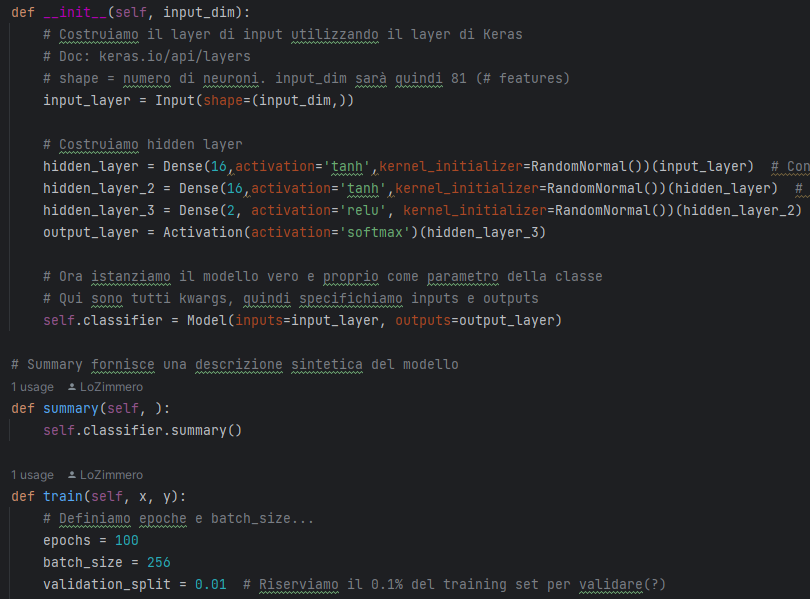 def __init__(self, input_dim):
# Costruiamo il layer di input utilizzando il layer di Keras
# Doc: keras.io/api/layers
# shape = numero di neuroni. input_dim sarà quindi 81 (# features)
input_layer = Input(shape=(input_dim,))
# Costruiamo hidden layer
hidden_layer = Dense(16,activation='tanh',kernel_initializer=RandomNormal())(input_layer)  # Con
hidden_layer_2 = Dense(16,activation='tanh',kernel_initializer=RandomNormal())(hidden_layer)  #
hidden_layer_3 = Dense(2, activation='relu', kernel_initializer=RandomNormal())(hidden_layer_2)
output_layer = Activation(activation='softmax')(hidden_layer_3)
# Ora istanziamo il modello vero e proprio come parametro della classe
# Qui sono tutti kwargs, quindi specifichiamo inputs e outputs
self.classifier = Model(inputs=input_layer, outputs=output_layer)
# Summary fornisce una descrizione sintetica del modello
1 usage LoZimmero
def summary(self, ):
self.classifier.summary()
1 usage LoZimmero
def train(self, x, y):
# Definiamo epoche e batch_size...
epochs = 100
batch_size = 256
validation_split = 0.01  # Riserviamo il 0.1% del training set per validare(?)